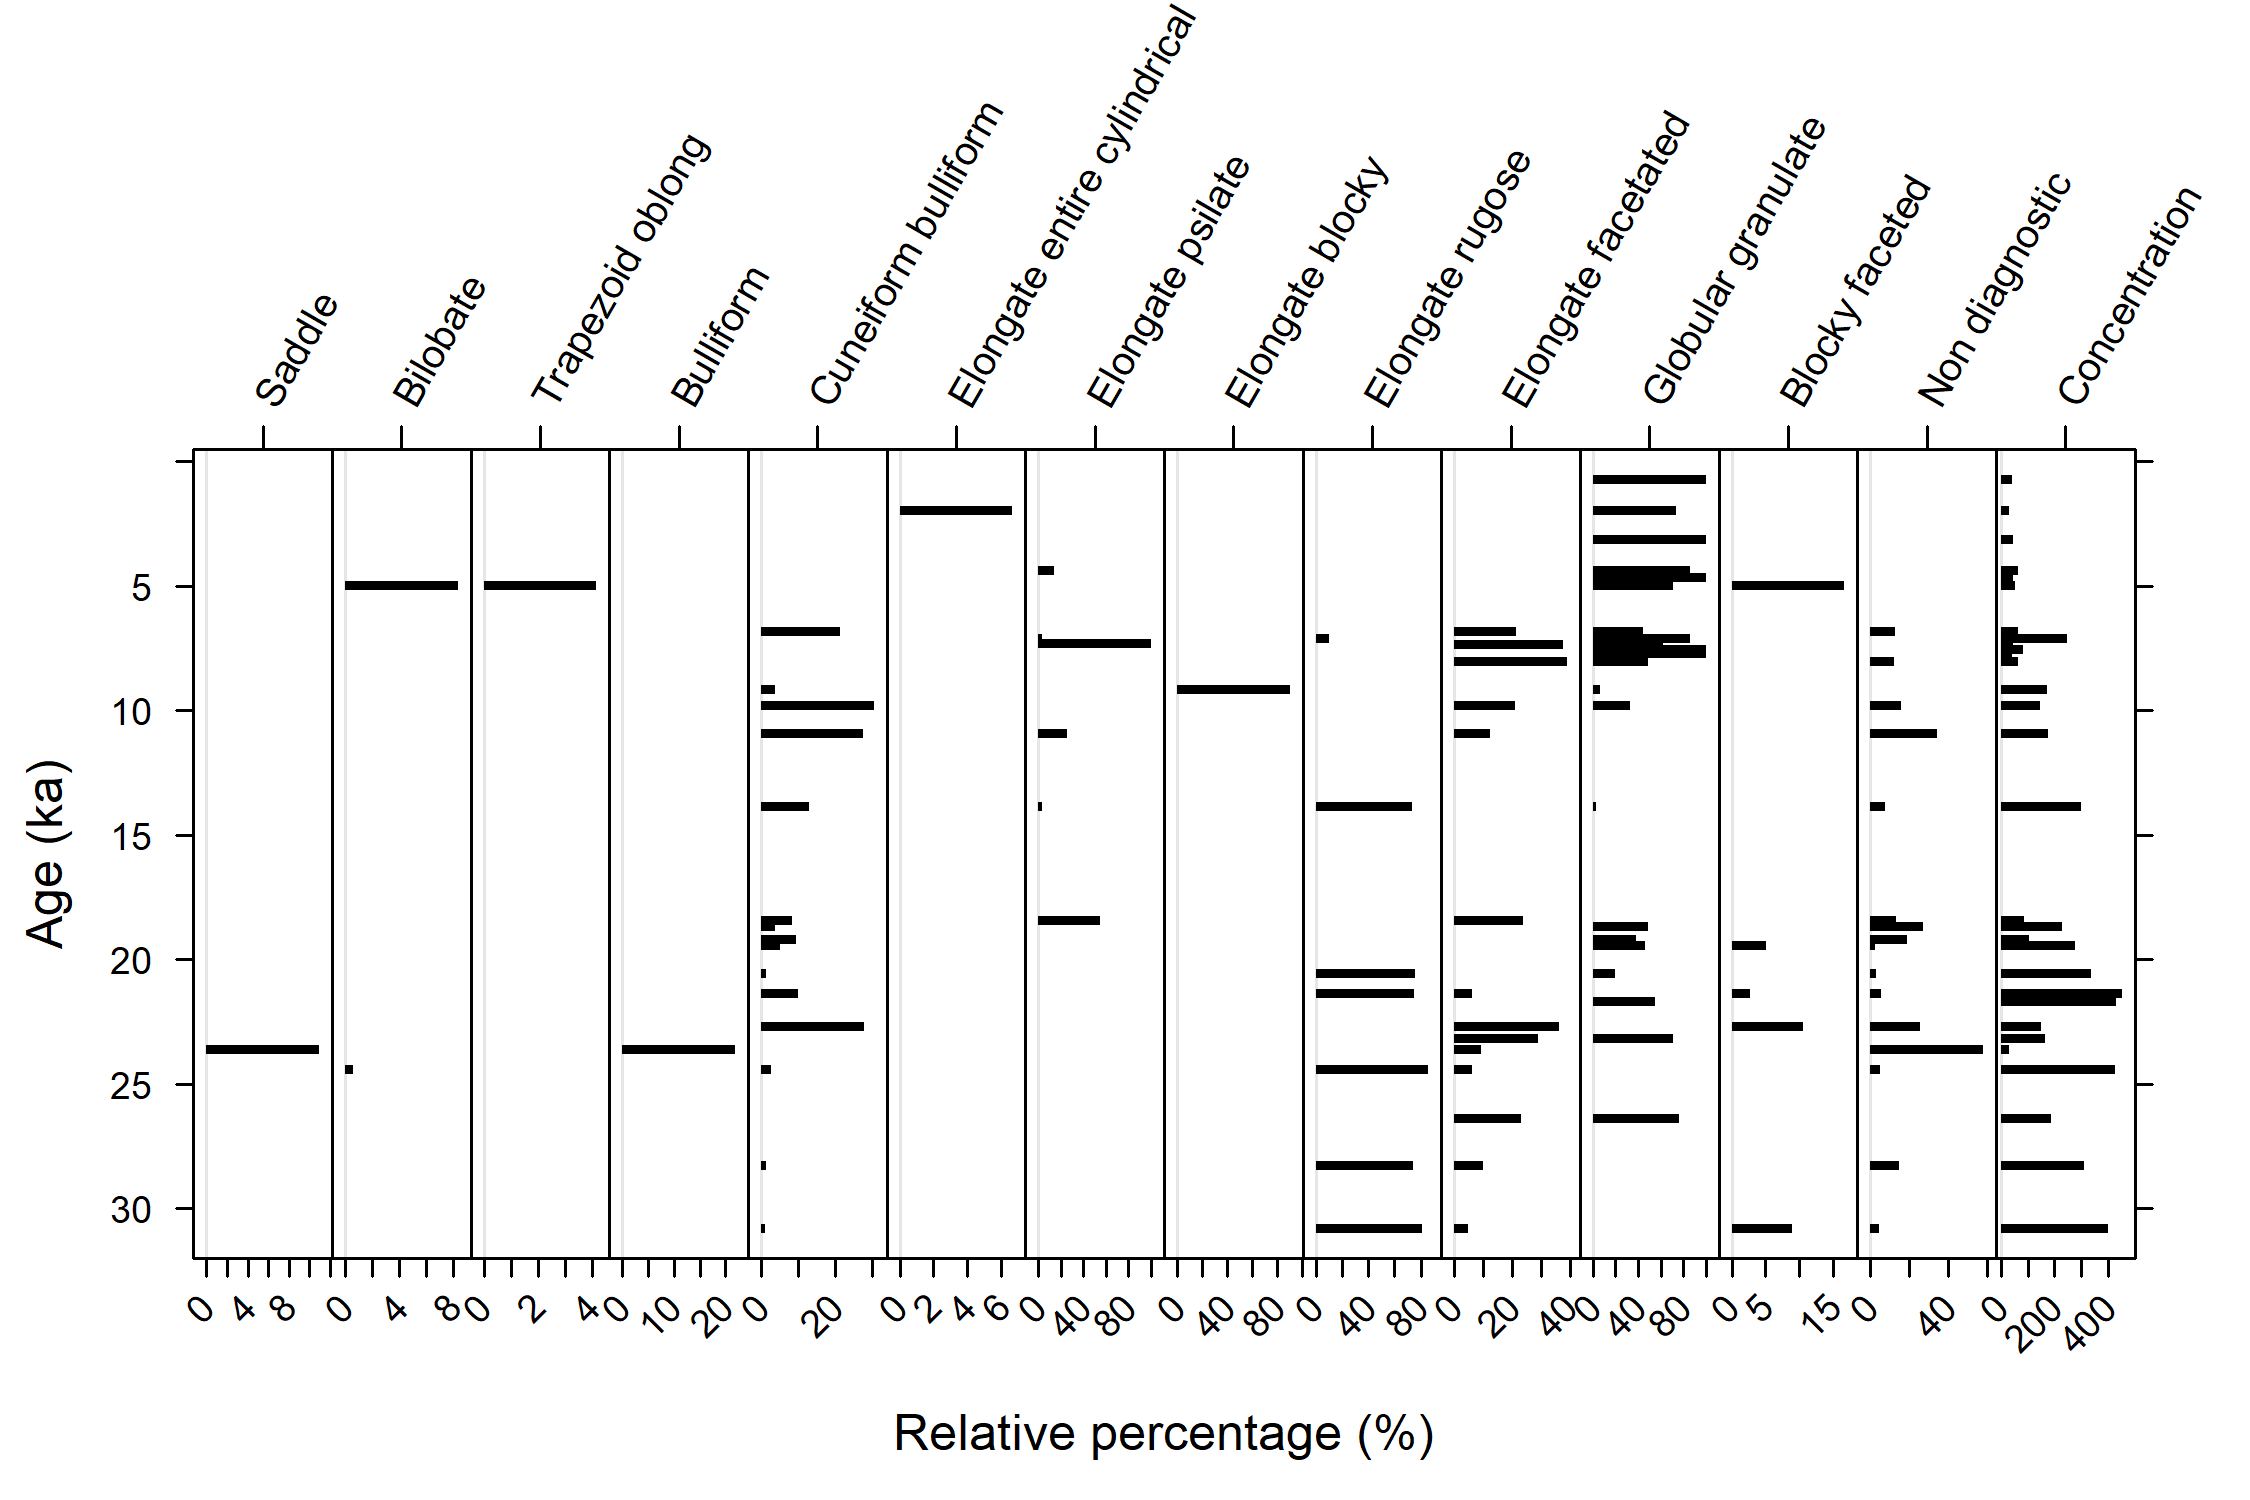 Saddle
Bilobate
Trapezoid oblong
Bulliform
Cuneiform bulliform
Elongate entire cylindrical
Elongate psilate
Elongate blocky
Elongate rugose
Elongate facetated
Globular granulate
Blocky faceted
Non diagnostic
Concentration
Age (ka)
5
10
15
20
25
30
0 4 8 0 4 8 0 2 4 0 10 20 0 20 0 2 4 6 0 40 80 0 40 80 0 40 80 0 20 40 0 40 80 0 5 15 0 40 0 200 400
Relative percentage (%)